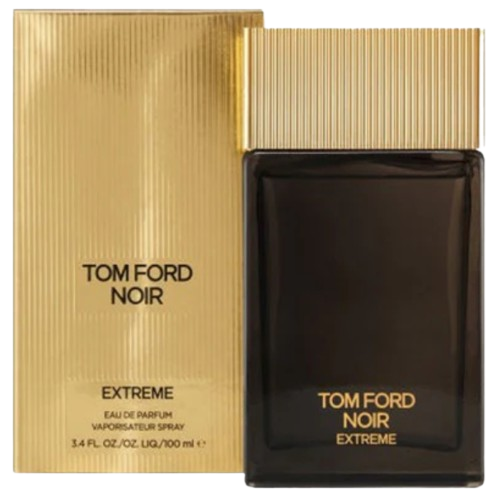 TOM FORD
NOIR
EXTREME
EAU DE PARFUM
VAPORISATEUR SPRAY
3.4 FL. OZ./OZ. LIQ./100 ml ℮
TOM FORD
NOIR
EXTREME